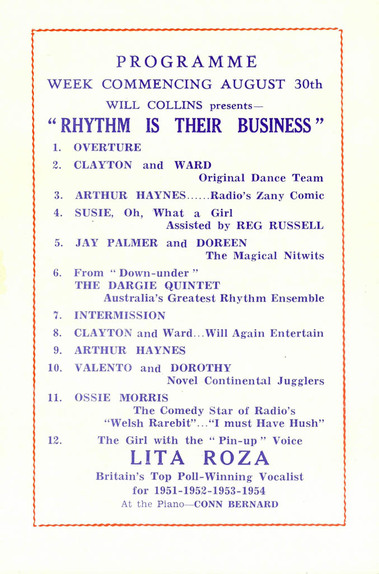 PROGRAMME
WEEK COMMENCING AUGUST 30th
WILL COLLINS presents—
"RHYTHM IS THEIR BUSINESS"
1. OVERTURE
2. CLAYTON and WARD
Original Dance Team
3. ARTHUR HAYNES......Radio's Zany Comic
4. SUSIE, Oh, What a Girl
Assisted by REG RUSSELL
5. JAY PALMER and DOREEN
The Magical Nitwits
6. From "Down-under"
THE DARGIE QUINTET
Australia's Greatest Rhythm Ensemble
7. INTERMISSION
8. CLAYTON and Ward...Will Again Entertain
9. ARTHUR HAYNES
10. VALENTO and DOROTHY
Novel Continental Jugglers
11. OSSIE MORRIS
The Comedy Star of Radio's
"Welsh Rarebit"..."I must Have Hush"
12. The Girl with the "Pin-up" Voice
LITA ROZA
Britain's Top Poll-Winning Vocalist
for 1951-1952-1953-1954
At the Piano—CONN BERNARD